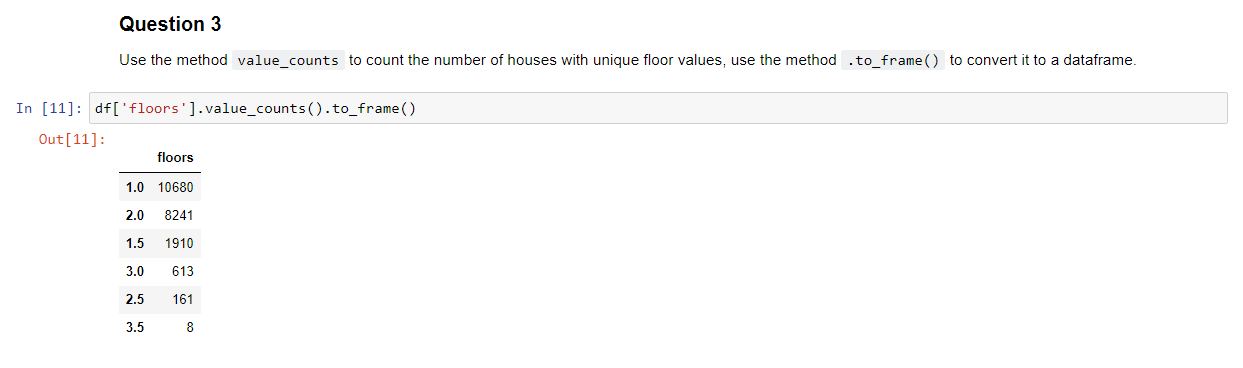 Question 3
Use the method value_counts to count the number of houses with unique floor values, use the method .to_frame() to convert it to a dataframe.
In [11]: df['floors'].value_counts().to_frame()
Out[11]:
floors
1.0 10680
2.0 8241
1.5 1910
3.0 613
2.5 161
3.5 8